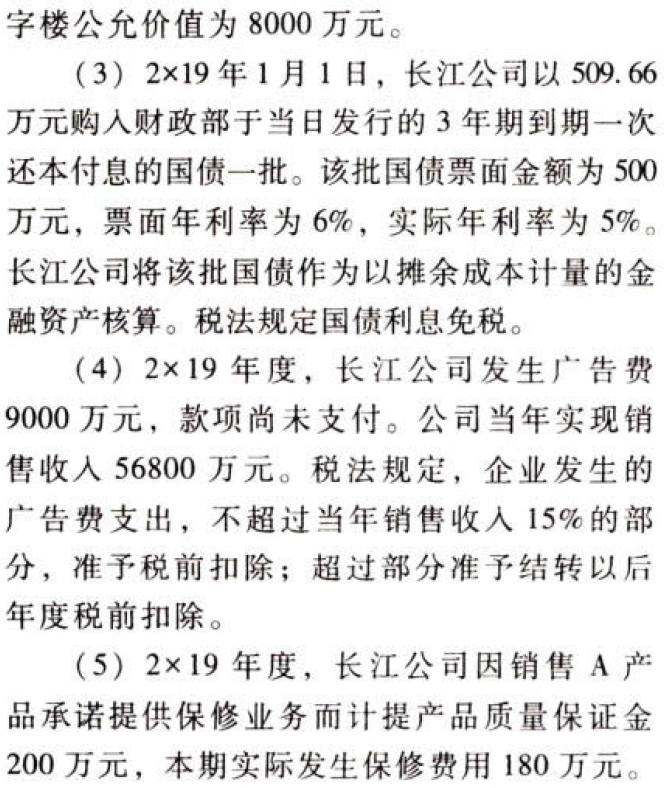 字楼公允价值为 8000 万元。
（3）2×19 年 1 月 1 日，长江公司以 509.66
万元购入财政部于当日发行的 3 年期到期一次
还本付息的国债一批。该批国债票面金额为 500
万元，票面年利率为 6%，实际年利率为 5%。
长江公司将该批国债作为以摊余成本计量的金
融资产核算。税法规定国债利息免税。
（4）2×19 年度，长江公司发生广告费
9000 万元，款项尚未支付。公司当年实现销
售收入 56800 万元。税法规定，企业发生的
广告费支出，不超过当年销售收入 15%的部
分，准予税前扣除；超过部分准予结转以后
年度税前扣除。
（5）2×19 年度，长江公司因销售 A 产
品承诺提供保修业务而计提产品质量保证金
200 万元，本期实际发生保修费用 180 万元。